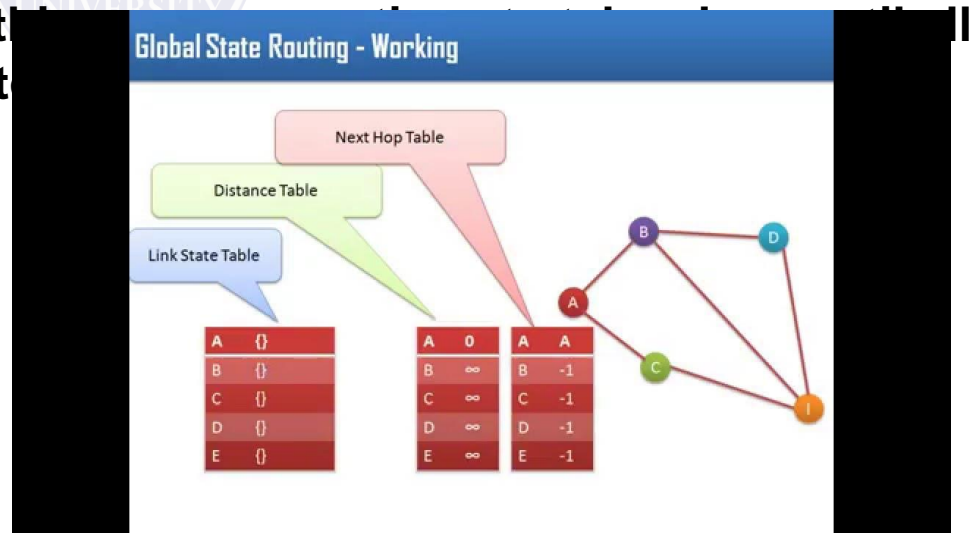 Global State Routing - Working
Next Hop Table
Distance Table
Link State Table
A {}
B {}
C {}
D {}
E {}
A 0
B ∞
C ∞
D ∞
E ∞
A A
B -1
C -1
D -1
E -1
B
D
A
C
I